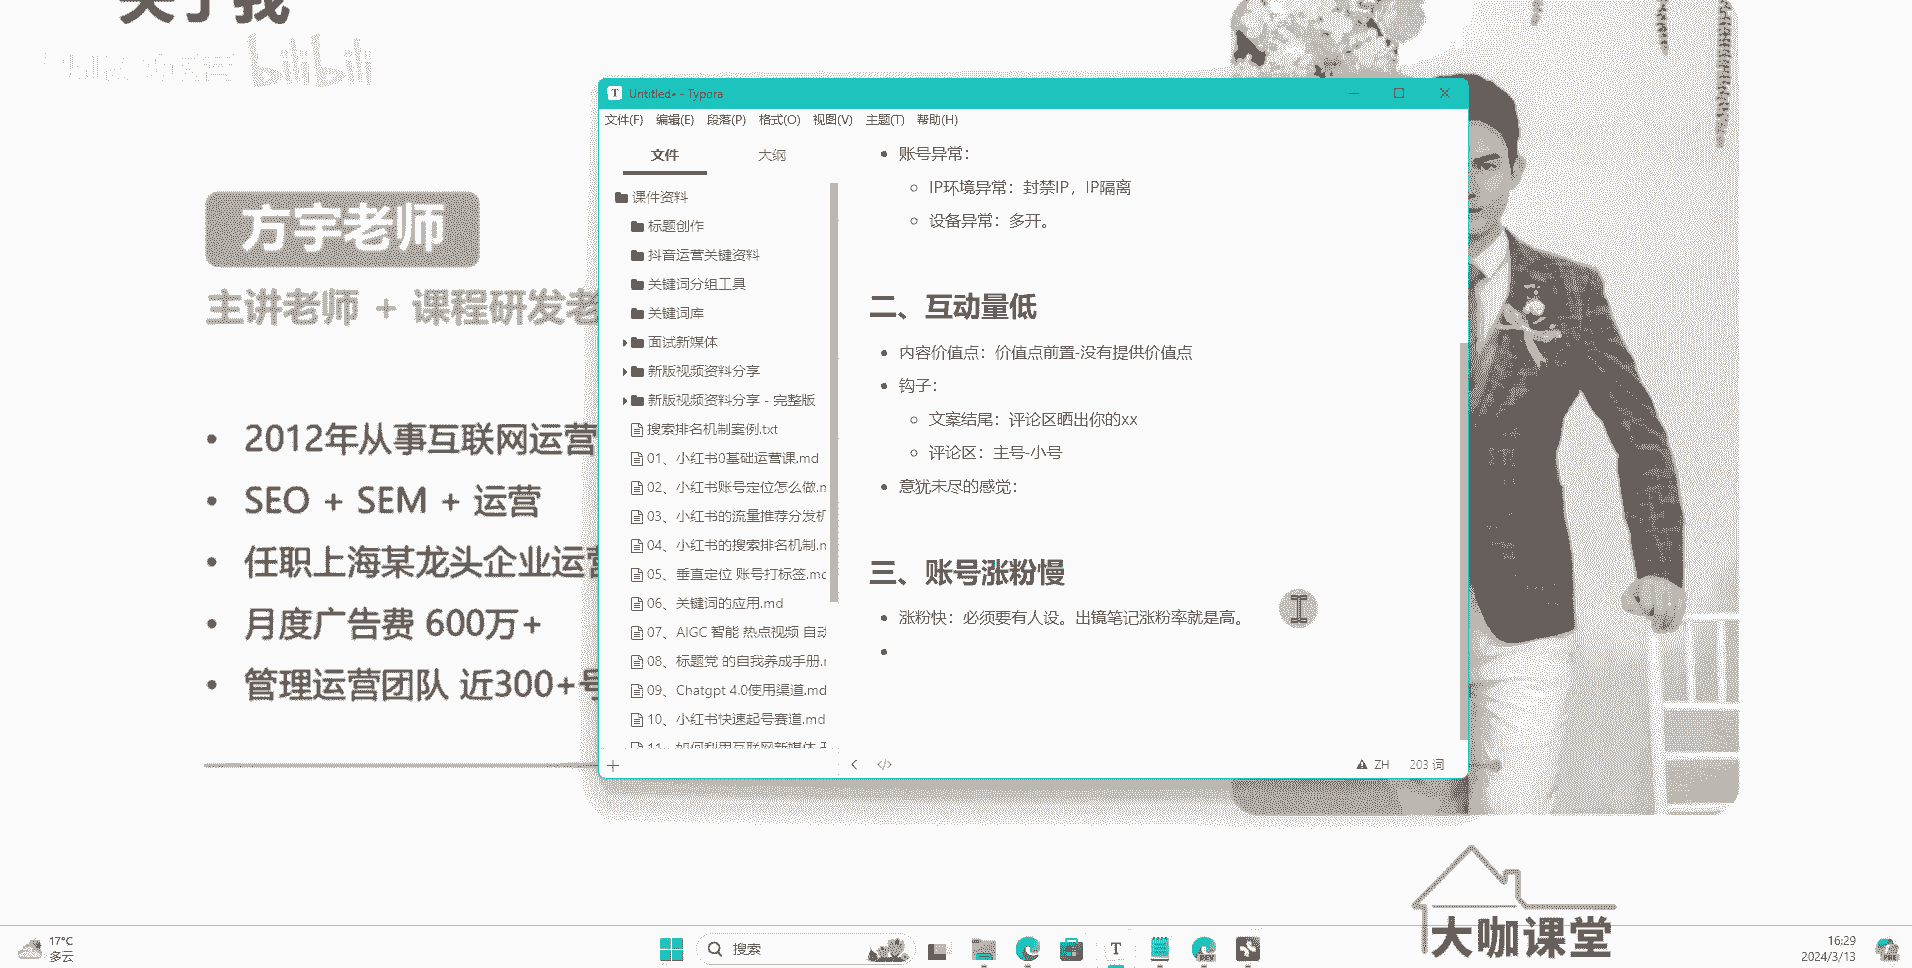 关于我
bilibili
方宇老师
主讲老师 + 课程研发老
• 2012年从事互联网运营
• SEO + SEM + 运营
• 任职上海某龙头企业运营
• 月度广告费 600万+
• 管理运营团队 近300+号
T Untitled• - Typora
文件(F) 编辑(E) 段落(P) 格式(O) 视图(V) 主题(T) 帮助(H)
文件 大纲
课件资料
标题创作
抖音运营关键资料
关键词分组工具
关键词库
面试新媒体
新版视频资料分享
新版视频资料分享 - 完整版
搜索排名机制案例.txt
01、小红书0基础运营课.md
02、小红书账号定位怎么做.m
03、小红书的流量推荐分发机
04、小红书的搜索排名机制.m
05、垂直定位 账号打标签.mc
06、关键词的应用.md
07、AIGC 智能 热点视频 自动
08、标题党 的自我养成手册.m
09、Chatgpt 4.0使用渠道.md
10、小红书快速起号赛道.md
11、如何利用互联网新媒体
• 账号异常：
IP环境异常：封禁IP，IP隔离
设备异常：多开。
二、互动量低
• 内容价值点：价值点前置-没有提供价值点
• 钩子：
文案结尾：评论区晒出你的xx
评论区：主号-小号
• 意犹未尽的感觉：
三、账号涨粉慢
• 涨粉快：必须要有人设。出镜笔记涨粉率就是高。
•
ZH 203 词
大咖课堂
17°C
多云
搜索
T
DEV
16:29
2024/3/13
PRE